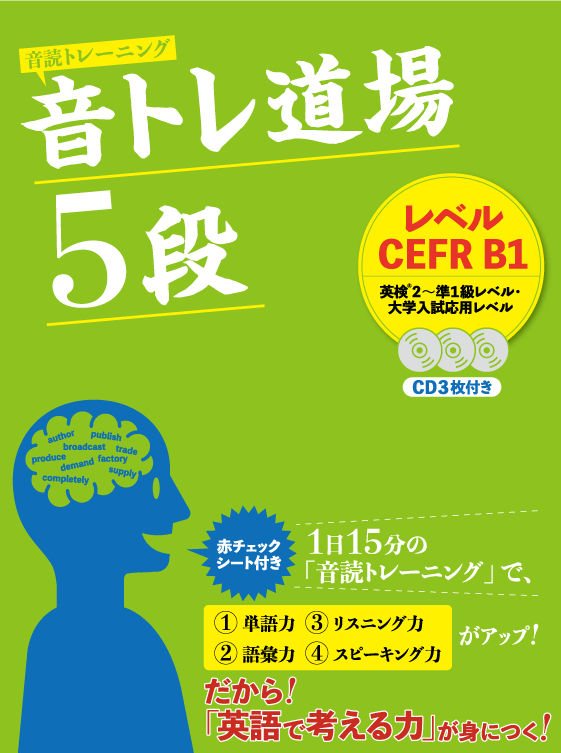 音読トレーニング
音トレ道場
5段
レベル
CEFR B1
英検®2～準1級レベル・
大学入試応用レベル
CD3枚付き
author publish
broadcast trade
produce demand factory
supply
completely
赤チェック
シート付き
1日15分の
「音読トレーニング」で、
① 単語力 ③ リスニング力
② 語彙力 ④ スピーキング力
がアップ！
だから！
「英語で考える力」が身につく！